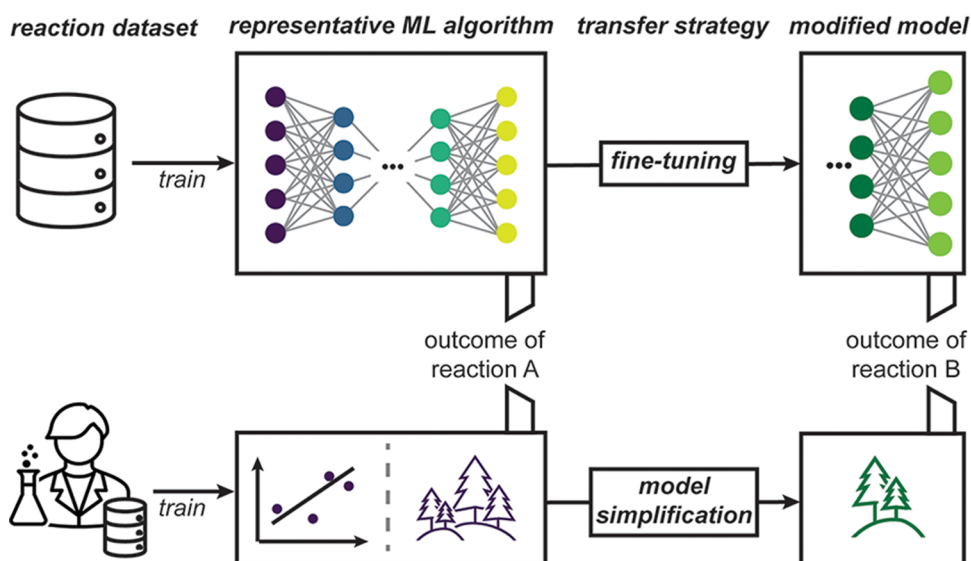 reaction dataset representative ML algorithm transfer strategy modified model
train
fine-tuning
outcome of
reaction A
outcome of
reaction B
train
model
simplification